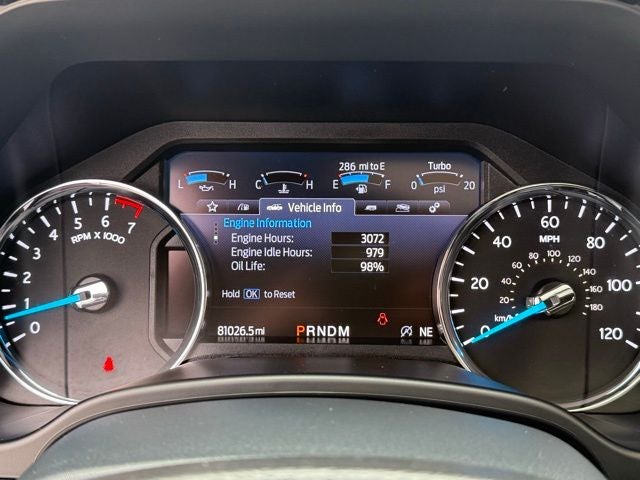 286 mi to E
Turbo
L H C H E F 0 psi 20
Vehicle Info
Engine Information
Engine Hours: 3072
Engine Idle Hours: 979
Oil Life: 98%
Hold OK to Reset
81026.5 mi PRNDM NE
0 1 2 3 4 5 6 7
RPM X 1000
0 20 40 60 80 100 120
MPH
20 40 60 80 100 120 140 160 180
km/h